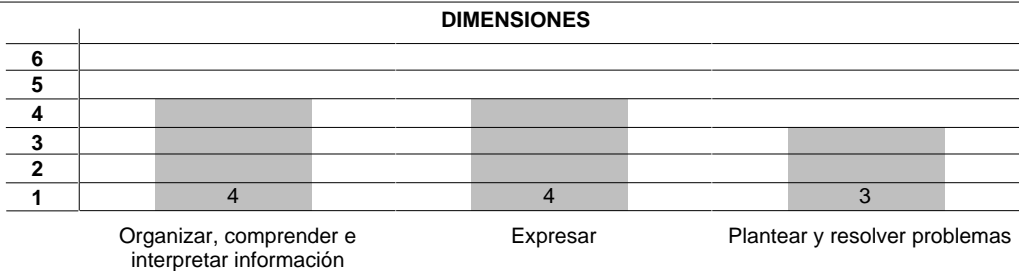 DIMENSIONES
6
5
4
3
2
1 4 4 3
Organizar, comprender e
interpretar información
Expresar
Plantear y resolver problemas